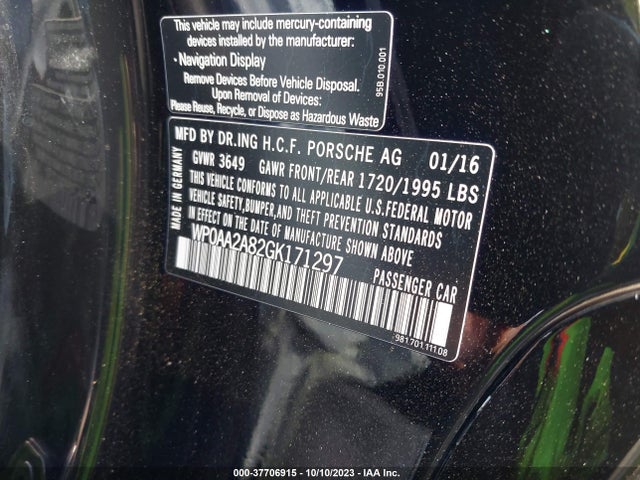 This vehicle may include mercury-containing
devices installed by the manufacturer:
• Navigation Display
Remove Devices Before Vehicle Disposal.
Upon Removal of Devices:
Please Reuse, Recycle, or Dispose as Hazardous Waste
95B.010.001
MFD BY DR.ING H.C.F. PORSCHE AG 01/16
GVWR 3649 GAWR FRONT/REAR 1720/1995 LBS
THIS VEHICLE CONFORMS TO ALL APPLICABLE U.S.FEDERAL MOTOR
VEHICLE SAFETY,BUMPER,AND THEFT PREVENTION STANDARDS
IN EFFECT ON THE DATE OF MANUFACTURE SHOWN ABOVE
WP0AA2A82GK171297
PASSENGER CAR
MADE IN GERMANY
981.701.111.08
000-37706915 - 10/10/2023 - IAA Inc.